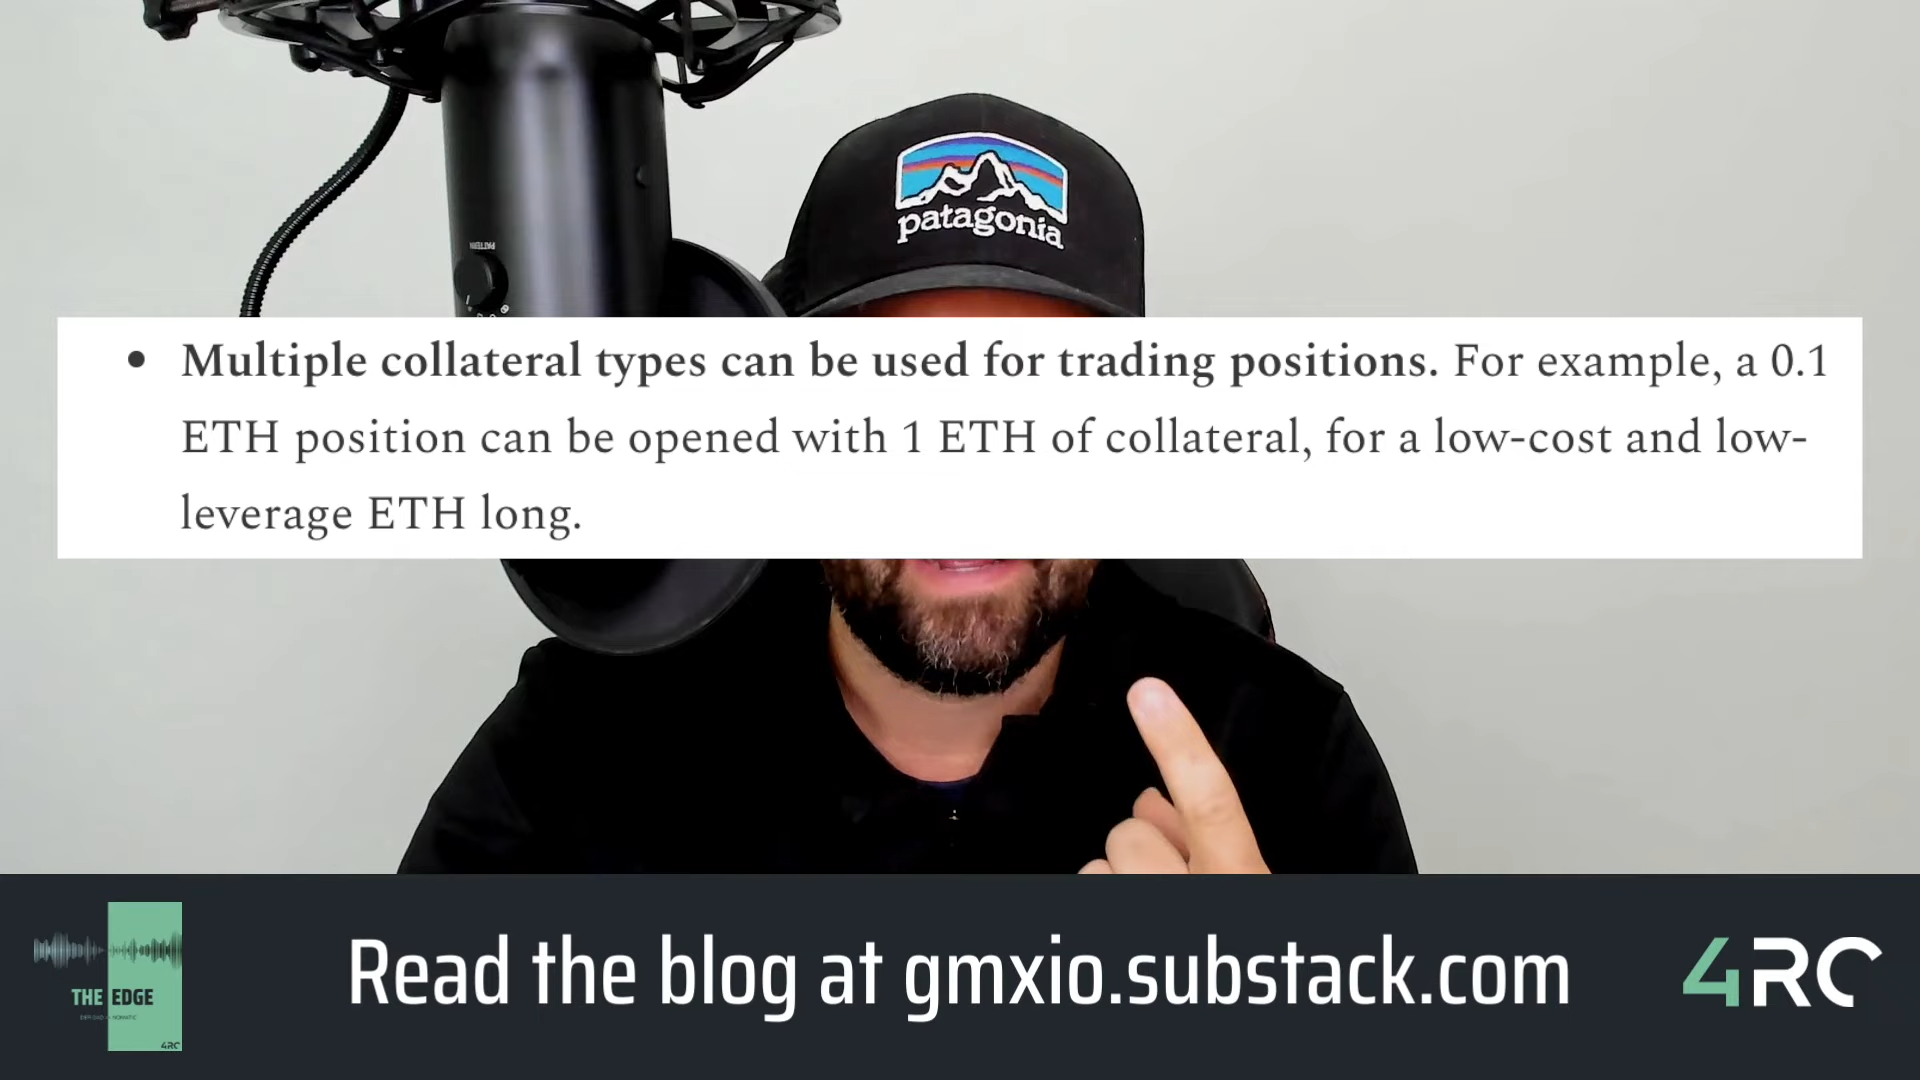 PATTERN
patagonia
• Multiple collateral types can be used for trading positions. For example, a 0.1
ETH position can be opened with 1 ETH of collateral, for a low-cost and low-
leverage ETH long.
THE EDGE
4RC
Read the blog at gmxio.substack.com
4RC